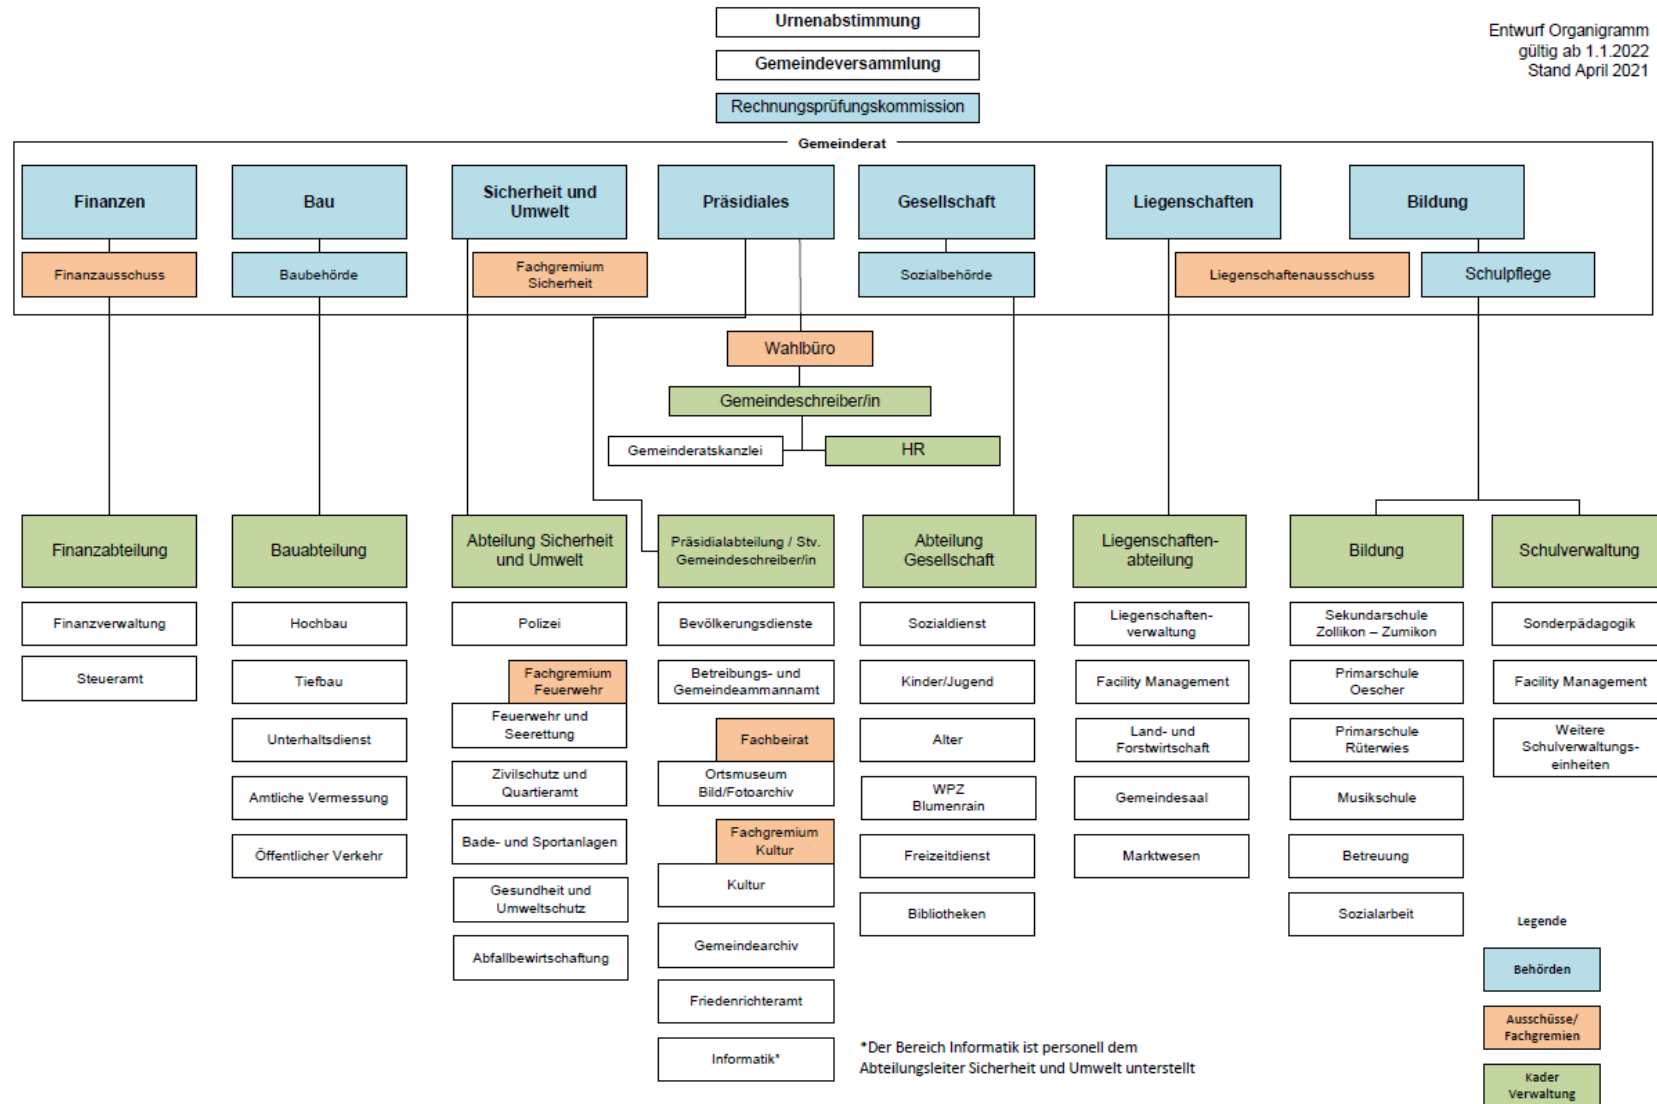 Urnenabstimmung
Entwurf Organigramm
gültig ab 1.1.2022
Stand April 2021
Gemeindeversammlung
Rechnungsprüfungskommission
Gemeinderat
Finanzen
Bau
Sicherheit und
Umwelt
Präsidiales
Gesellschaft
Liegenschaften
Bildung
Finanzausschuss
Baubehörde
Fachgremium
Sicherheit
Sozialbehörde
Liegenschaftenausschuss
Schulpflege
Wahlbüro
Gemeindeschreiber/in
Gemeinderatskanzlei
HR
Finanzabteilung
Bauabteilung
Abteilung Sicherheit
und Umwelt
Präsidialabteilung / Stv.
Gemeindeschreiber/in
Abteilung
Gesellschaft
Liegenschaften-
abteilung
Bildung
Schulverwaltung
Finanzverwaltung
Steueramt
Hochbau
Tiefbau
Unterhaltsdienst
Amtliche Vermessung
Öffentlicher Verkehr
Polizei
Fachgremium
Feuerwehr
Feuerwehr und
Seerettung
Zivilschutz und
Quartieramt
Bade- und Sportanlagen
Gesundheit und
Umweltschutz
Abfallbewirtschaftung
Bevölkerungsdienste
Betreibungs- und
Gemeindeammannamt
Fachbeirat
Ortsmuseum
Bild/Fotoarchiv
Fachgremium
Kultur
Kultur
Gemeindearchiv
Friedenrichteramt
Informatik*
Sozialdienst
Kinder/Jugend
Alter
WPZ
Blumenrain
Freizeitdienst
Bibliotheken
Liegenschaften-
verwaltung
Facility Management
Land- und
Forstwirtschaft
Gemeindesaal
Marktwesen
Sekundarschule
Zollikon – Zumikon
Primarschule
Oescher
Primarschule
Rüterwies
Musikschule
Betreuung
Sozialarbeit
Sonderpädagogik
Facility Management
Weitere
Schulverwaltungs-
einheiten
*Der Bereich Informatik ist personell dem
Abteilungsleiter Sicherheit und Umwelt unterstellt
Legende
Behörden
Ausschüsse/
Fachgremien
Kader
Verwaltung